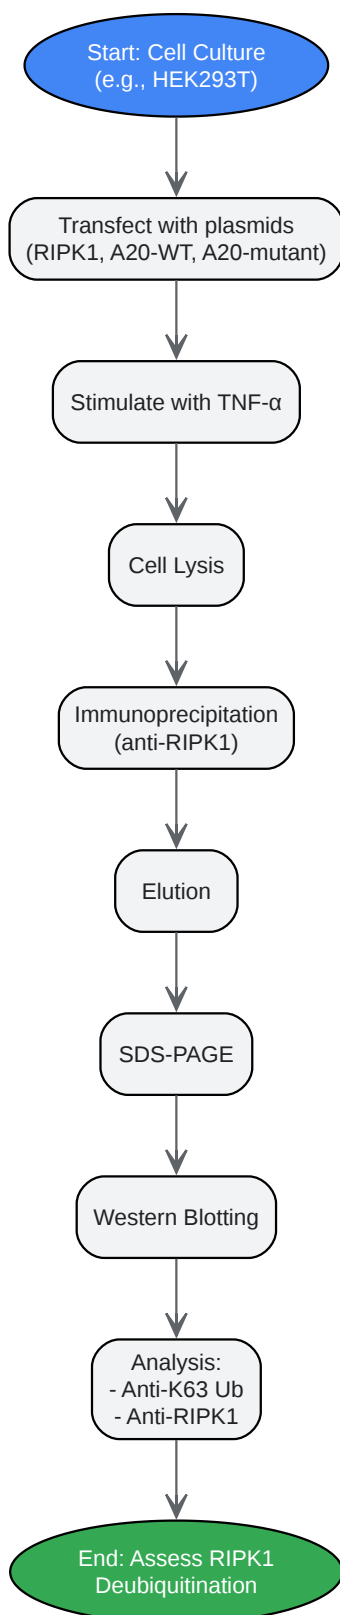 Start: Cell Culture
(e.g., HEK293T)
Transfect with plasmids
(RIPK1, A20-WT, A20-mutant)
Stimulate with TNF-α
Cell Lysis
Immunoprecipitation
(anti-RIPK1)
Elution
SDS-PAGE
Western Blotting
Analysis:
- Anti-K63 Ub
- Anti-RIPK1
End: Assess RIPK1
Deubiquitination